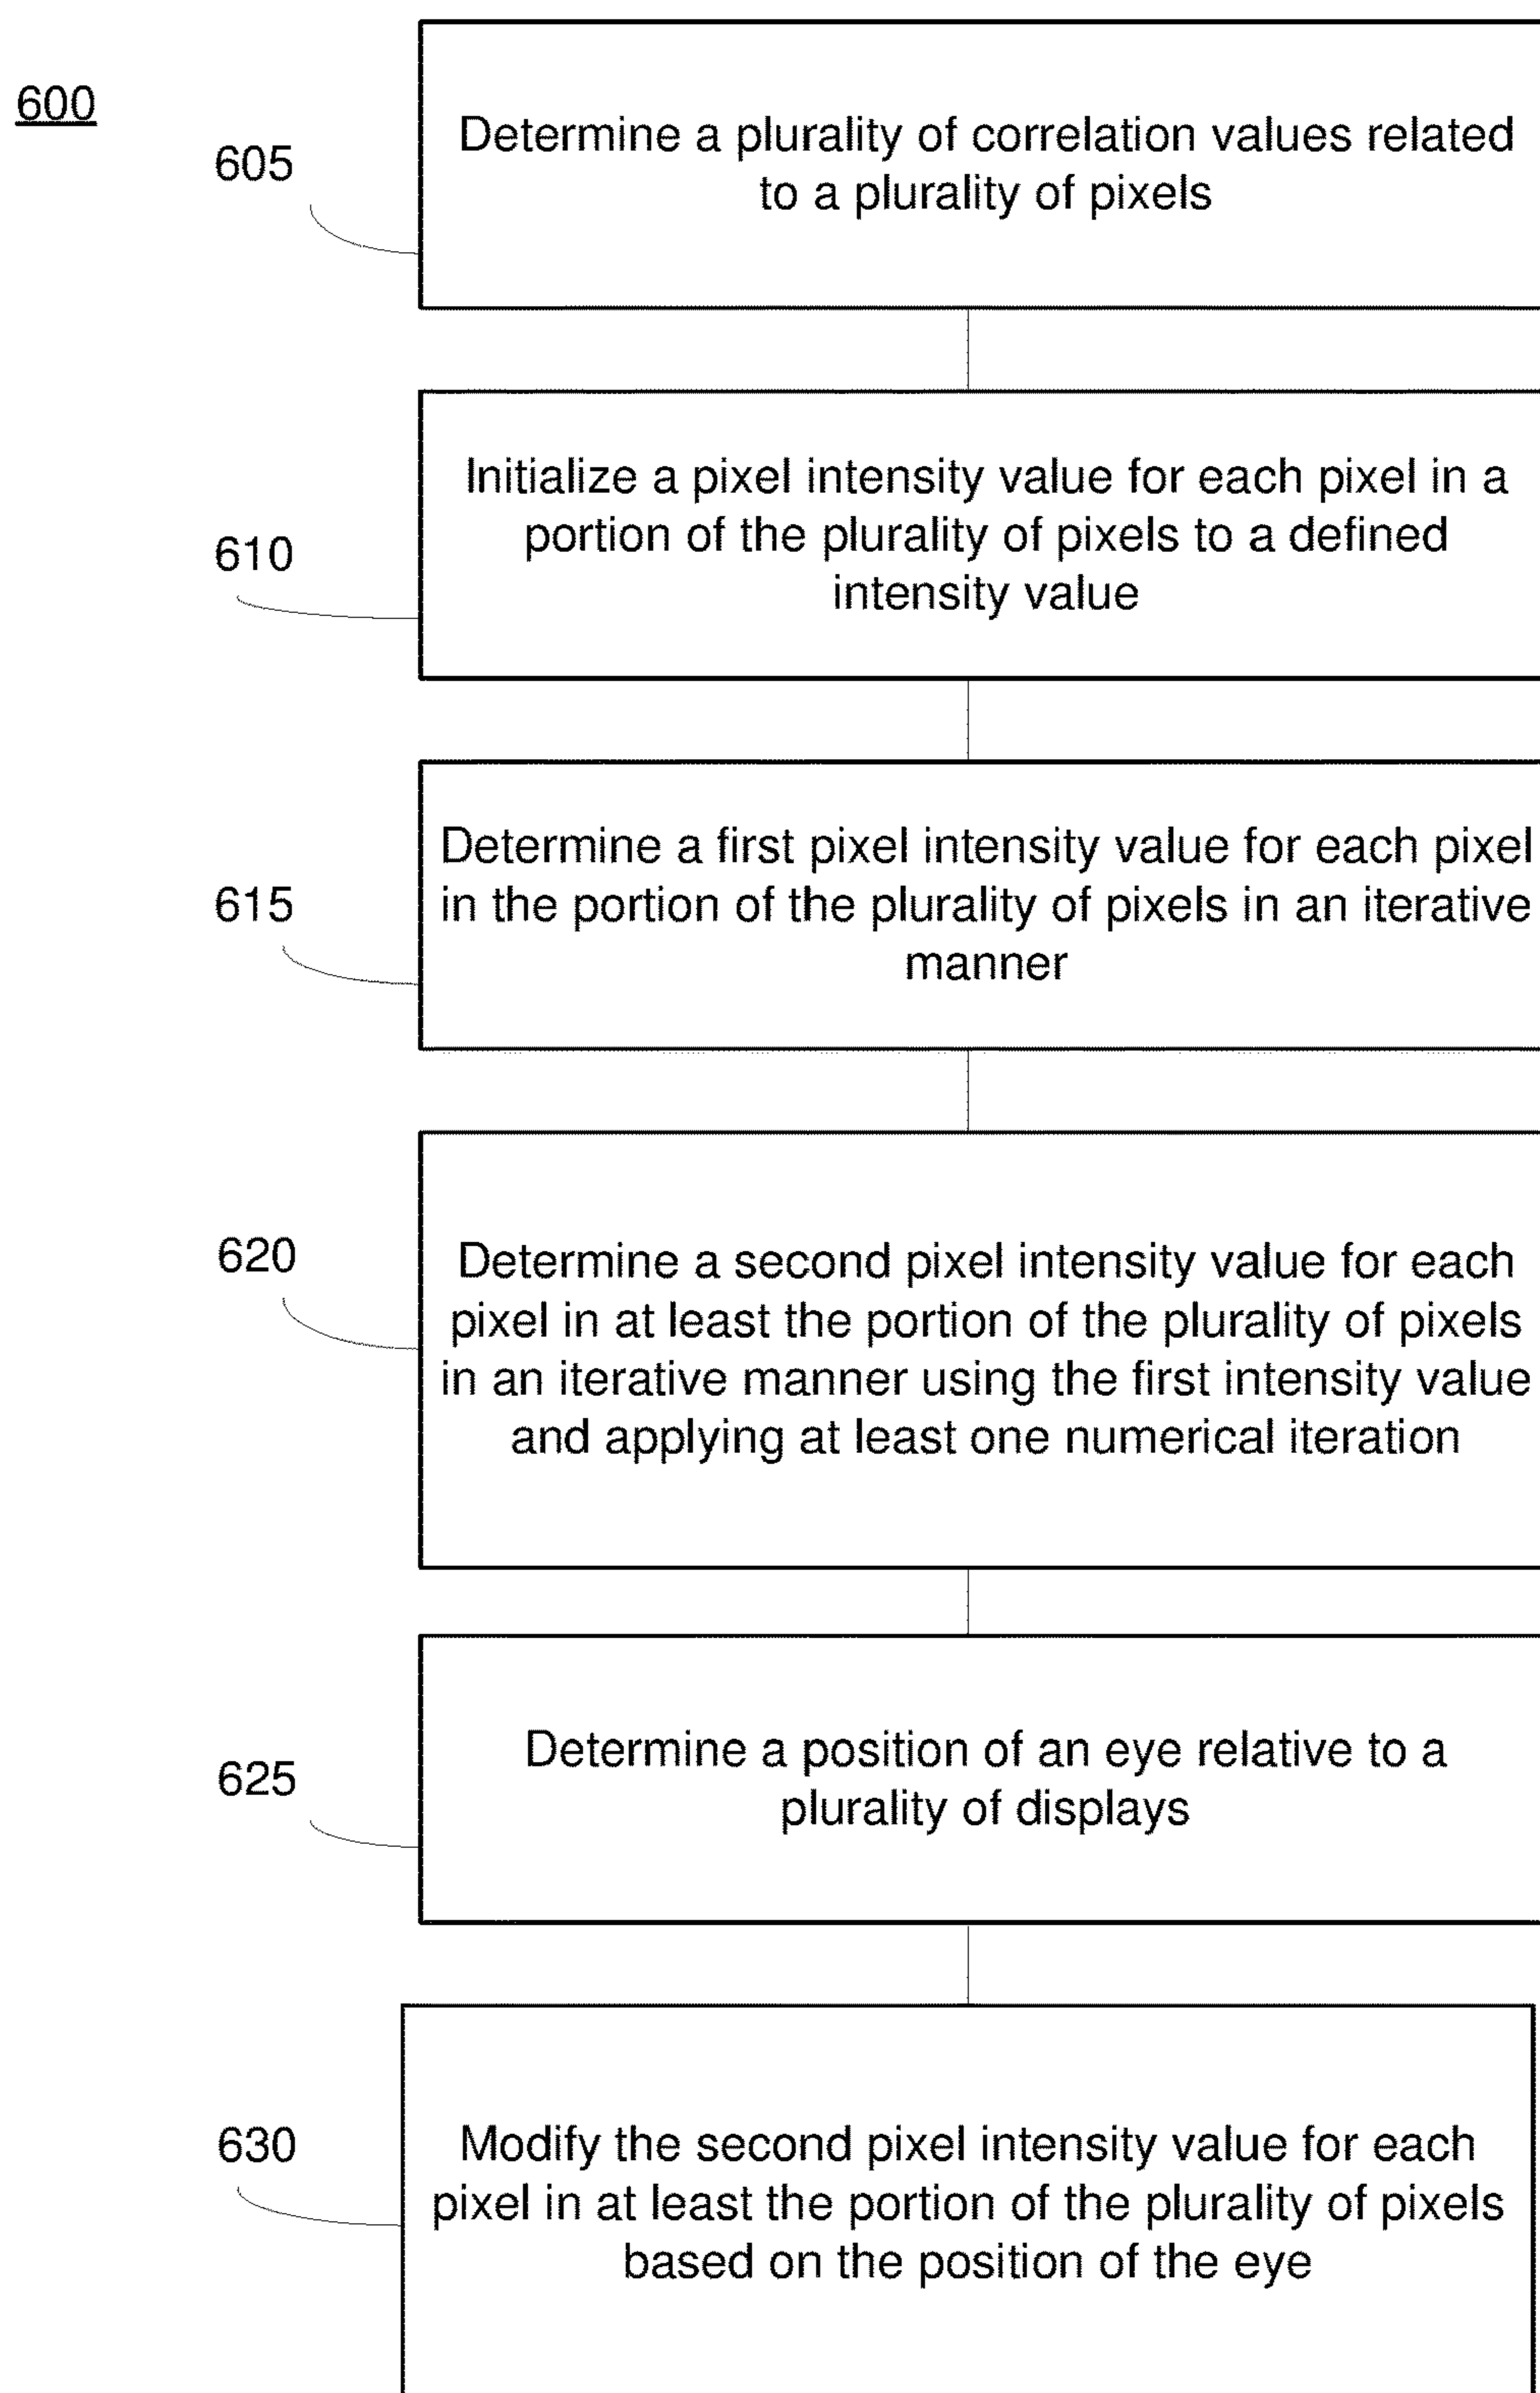 600
605
Determine a plurality of correlation values related
to a plurality of pixels
610
Initialize a pixel intensity value for each pixel in a
portion of the plurality of pixels to a defined
intensity value
615
Determine a first pixel intensity value for each pixel
in the portion of the plurality of pixels in an iterative
manner
620
Determine a second pixel intensity value for each
pixel in at least the portion of the plurality of pixels
in an iterative manner using the first intensity value
and applying at least one numerical iteration
625
Determine a position of an eye relative to a
plurality of displays
630
Modify the second pixel intensity value for each
pixel in at least the portion of the plurality of pixels
based on the position of the eye